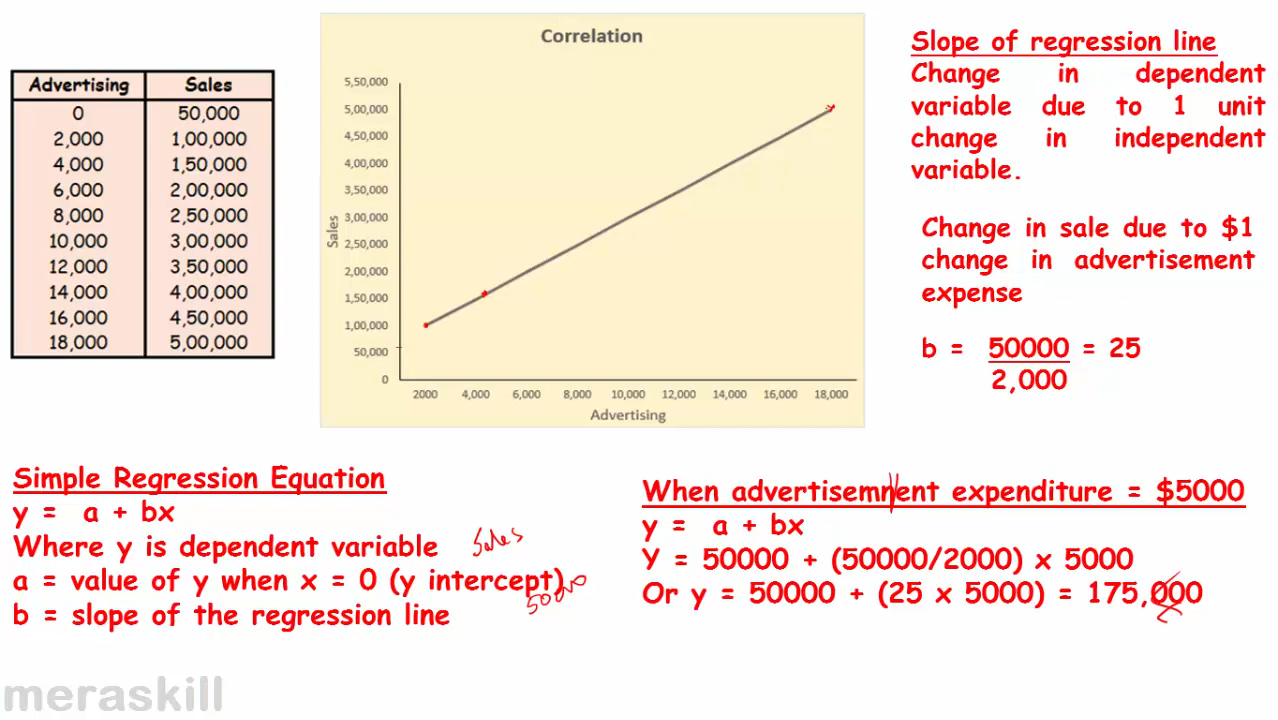 Advertising Sales
0 50,000
2,000 1,00,000
4,000 1,50,000
6,000 2,00,000
8,000 2,50,000
10,000 3,00,000
12,000 3,50,000
14,000 4,00,000
16,000 4,50,000
18,000 5,00,000
Correlation
5,50,000
5,00,000
4,50,000
4,00,000
3,50,000
3,00,000
2,50,000
2,00,000
1,50,000
1,00,000
50,000
0
Sales
2000 4,000 6,000 8,000 10,000 12,000 14,000 16,000 18,000
Advertising
Slope of regression line
Change in dependent
variable due to 1 unit
change in independent
variable.
Change in sale due to $1
change in advertisement
expense
b = 50000 = 25
2,000
Simple Regression Equation
y = a + bx
Where y is dependent variable Sales
a = value of y when x = 0 (y intercept)
50000
b = slope of the regression line
When advertisemnent expenditure = $5000
y = a + bx
Y = 50000 + (50000/2000) x 5000
Or y = 50000 + (25 x 5000) = 175,000
meraskill